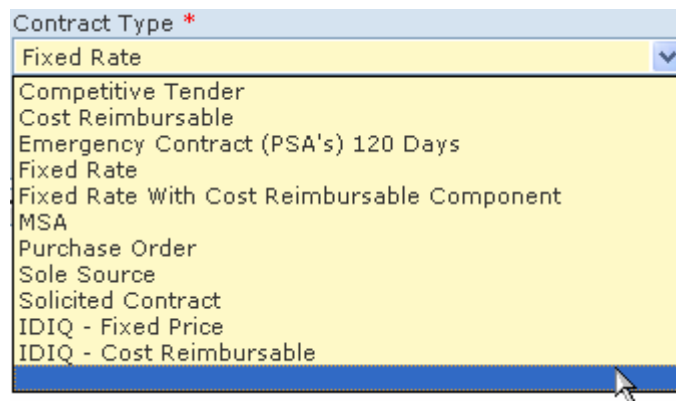 Contract Type *
Fixed Rate
Competitive Tender
Cost Reimbursable
Emergency Contract (PSA's) 120 Days
Fixed Rate
Fixed Rate With Cost Reimbursable Component
MSA
Purchase Order
Sole Source
Solicited Contract
IDIQ - Fixed Price
IDIQ - Cost Reimbursable